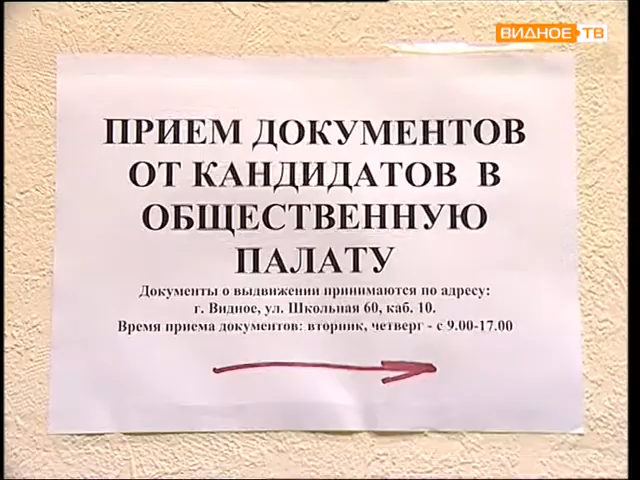 ВИДНОЕ ТВ
ПРИЕМ ДОКУМЕНТОВ
ОТ КАНДИДАТОВ В
ОБЩЕСТВЕННУЮ
ПАЛАТУ
Документы о выдвижении принимаются по адресу:
г. Видное, ул. Школьная 60, каб. 10.
Время приема документов: вторник, четверг - с 9.00-17.00